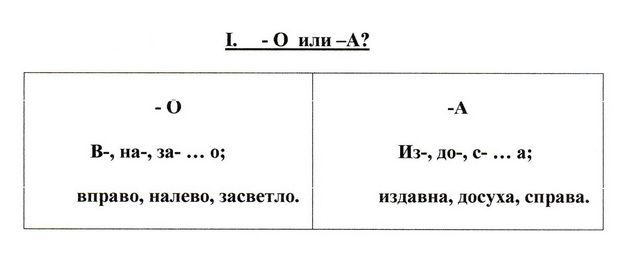 I. - О или –А?
- О
В-, на-, за- … о;
вправо, налево, засветло.
-А
Из-, до-, с- … а;
издавна, досуха, справа.